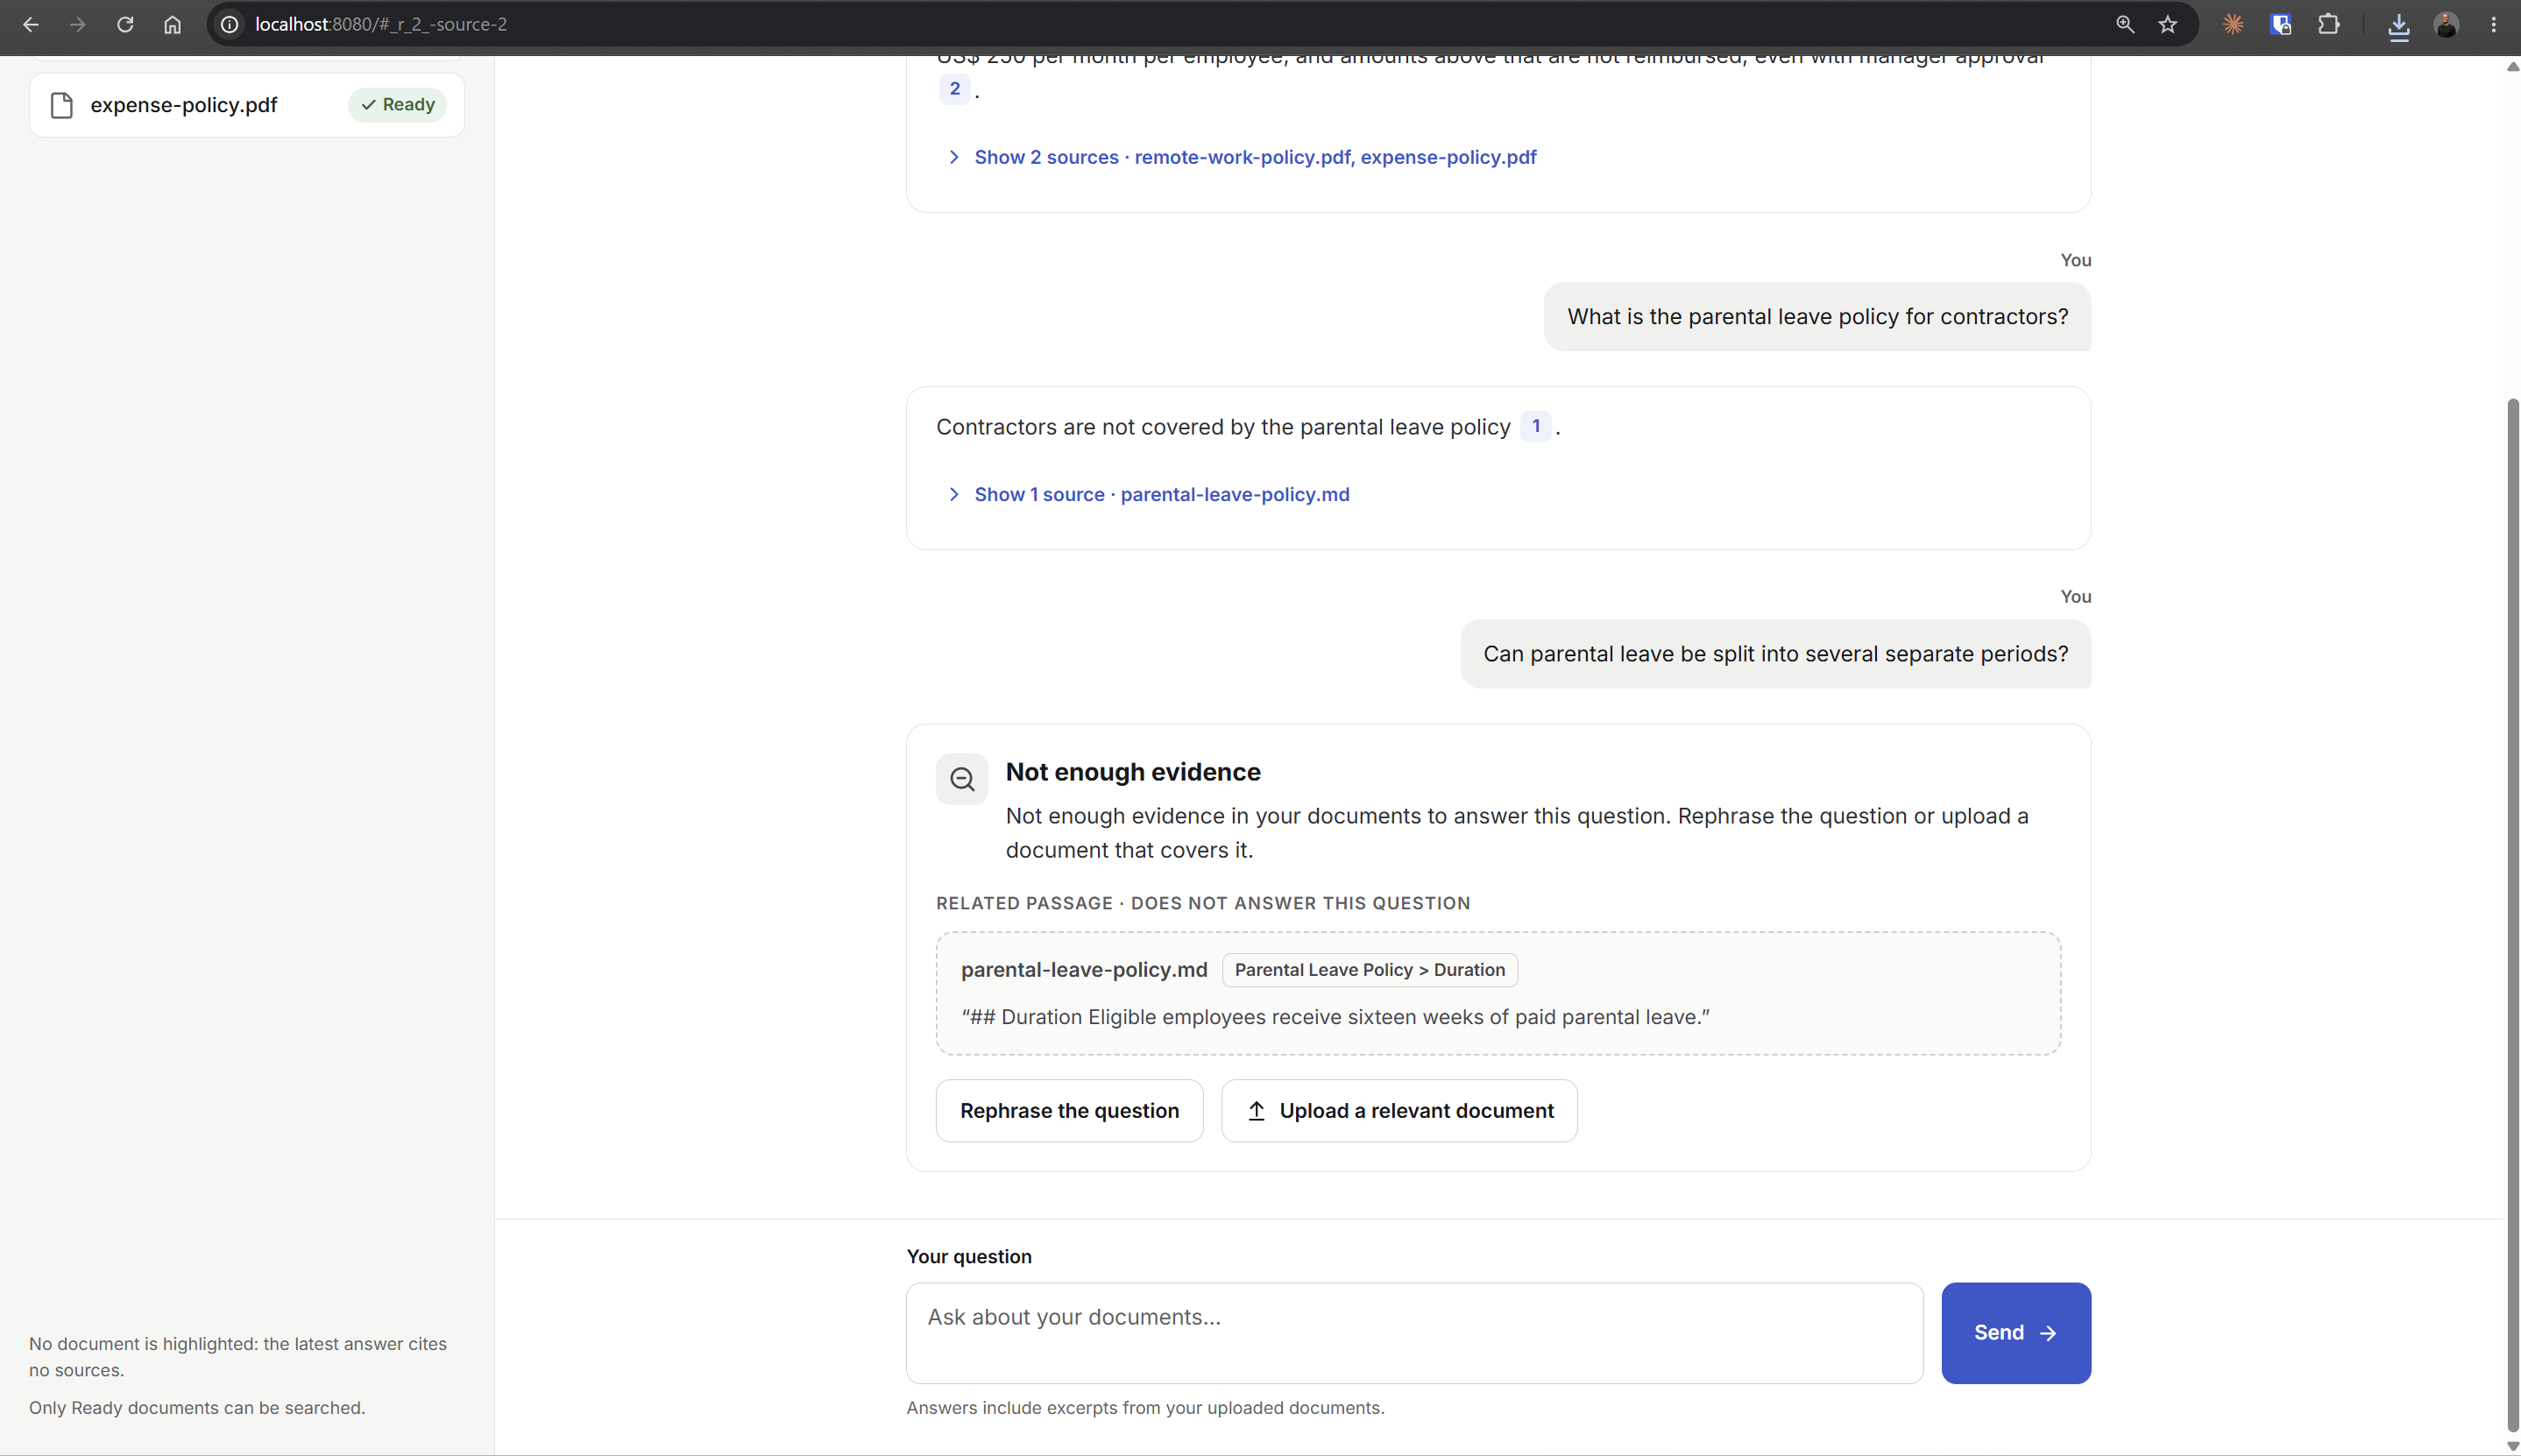 localhost:8080/#_r_2_-source-2
expense-policy.pdf
Ready
US$ 250 per month per employee, and amounts above that are not reimbursed, even with manager approval
2 .
Show 2 sources · remote-work-policy.pdf, expense-policy.pdf
You
What is the parental leave policy for contractors?
Contractors are not covered by the parental leave policy 1 .
Show 1 source · parental-leave-policy.md
You
Can parental leave be split into several separate periods?
Not enough evidence
Not enough evidence in your documents to answer this question. Rephrase the question or upload a
document that covers it.
RELATED PASSAGE · DOES NOT ANSWER THIS QUESTION
parental-leave-policy.md Parental Leave Policy > Duration
“## Duration Eligible employees receive sixteen weeks of paid parental leave.”
Rephrase the question
Upload a relevant document
Your question
Ask about your documents...
Send
Answers include excerpts from your uploaded documents.
No document is highlighted: the latest answer cites
no sources.
Only Ready documents can be searched.